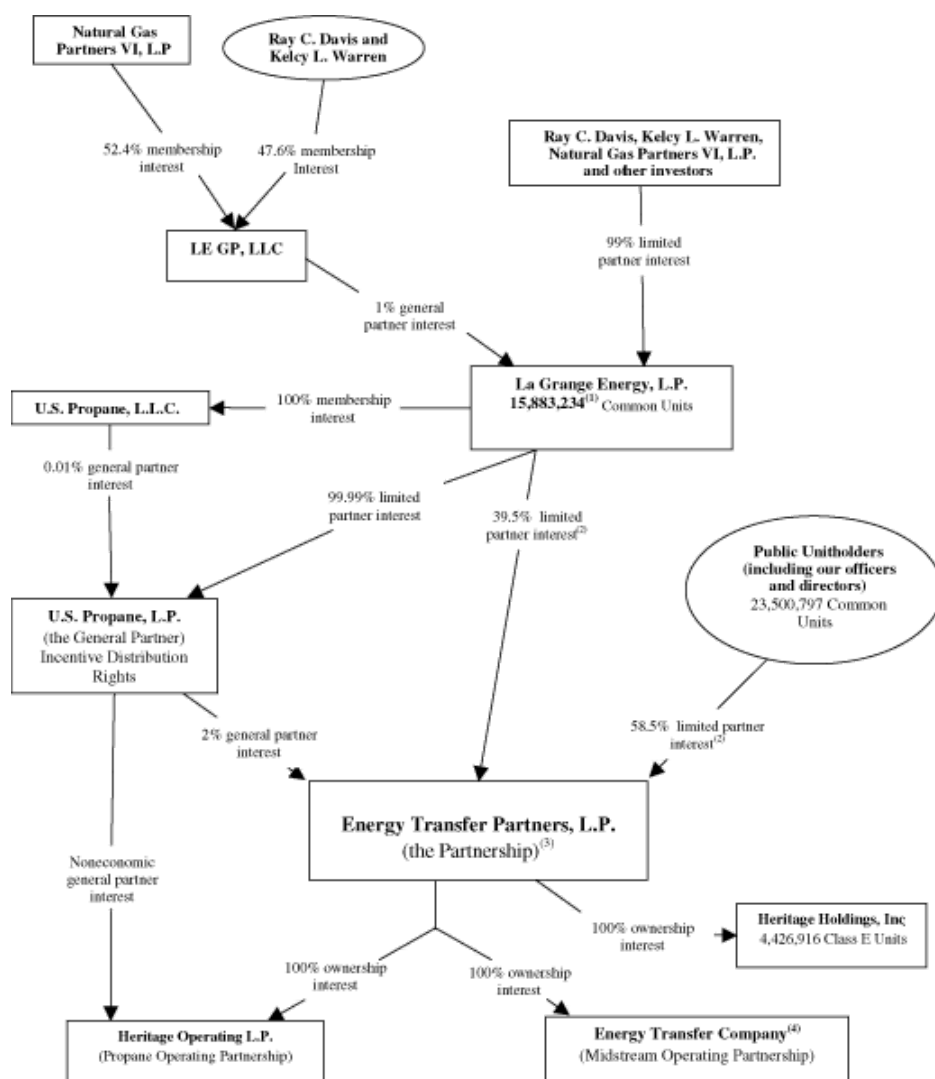 Natural Gas
Partners VI, L.P
Ray C. Davis and
Kelcy L. Warren
52.4% membership
interest
47.6% membership
Interest
Ray C. Davis, Kelcy L. Warren,
Natural Gas Partners VI, L.P.
and other investors
LE GP, LLC
99% limited
partner interest
1% general
partner interest
La Grange Energy, L.P.
15,883,234(1) Common Units
100% membership
interest
U.S. Propane, L.L.C.
0.01% general partner
interest
99.99% limited
partner interest
39.5% limited
partner interest(2)
Public Unitholders
(including our officers
and directors)
23,500,797 Common
Units
U.S. Propane, L.P.
(the General Partner)
Incentive Distribution
Rights
2% general partner
interest
58.5% limited partner
interest(2)
Energy Transfer Partners, L.P.
(the Partnership)(3)
Noneconomic
general partner
interest
100% ownership
interest
Heritage Holdings, Inc
4,426,916 Class E Units
100% ownership
interest
100% ownership
interest
Heritage Operating L.P.
(Propane Operating Partnership)
Energy Transfer Company(4)
(Midstream Operating Partnership)